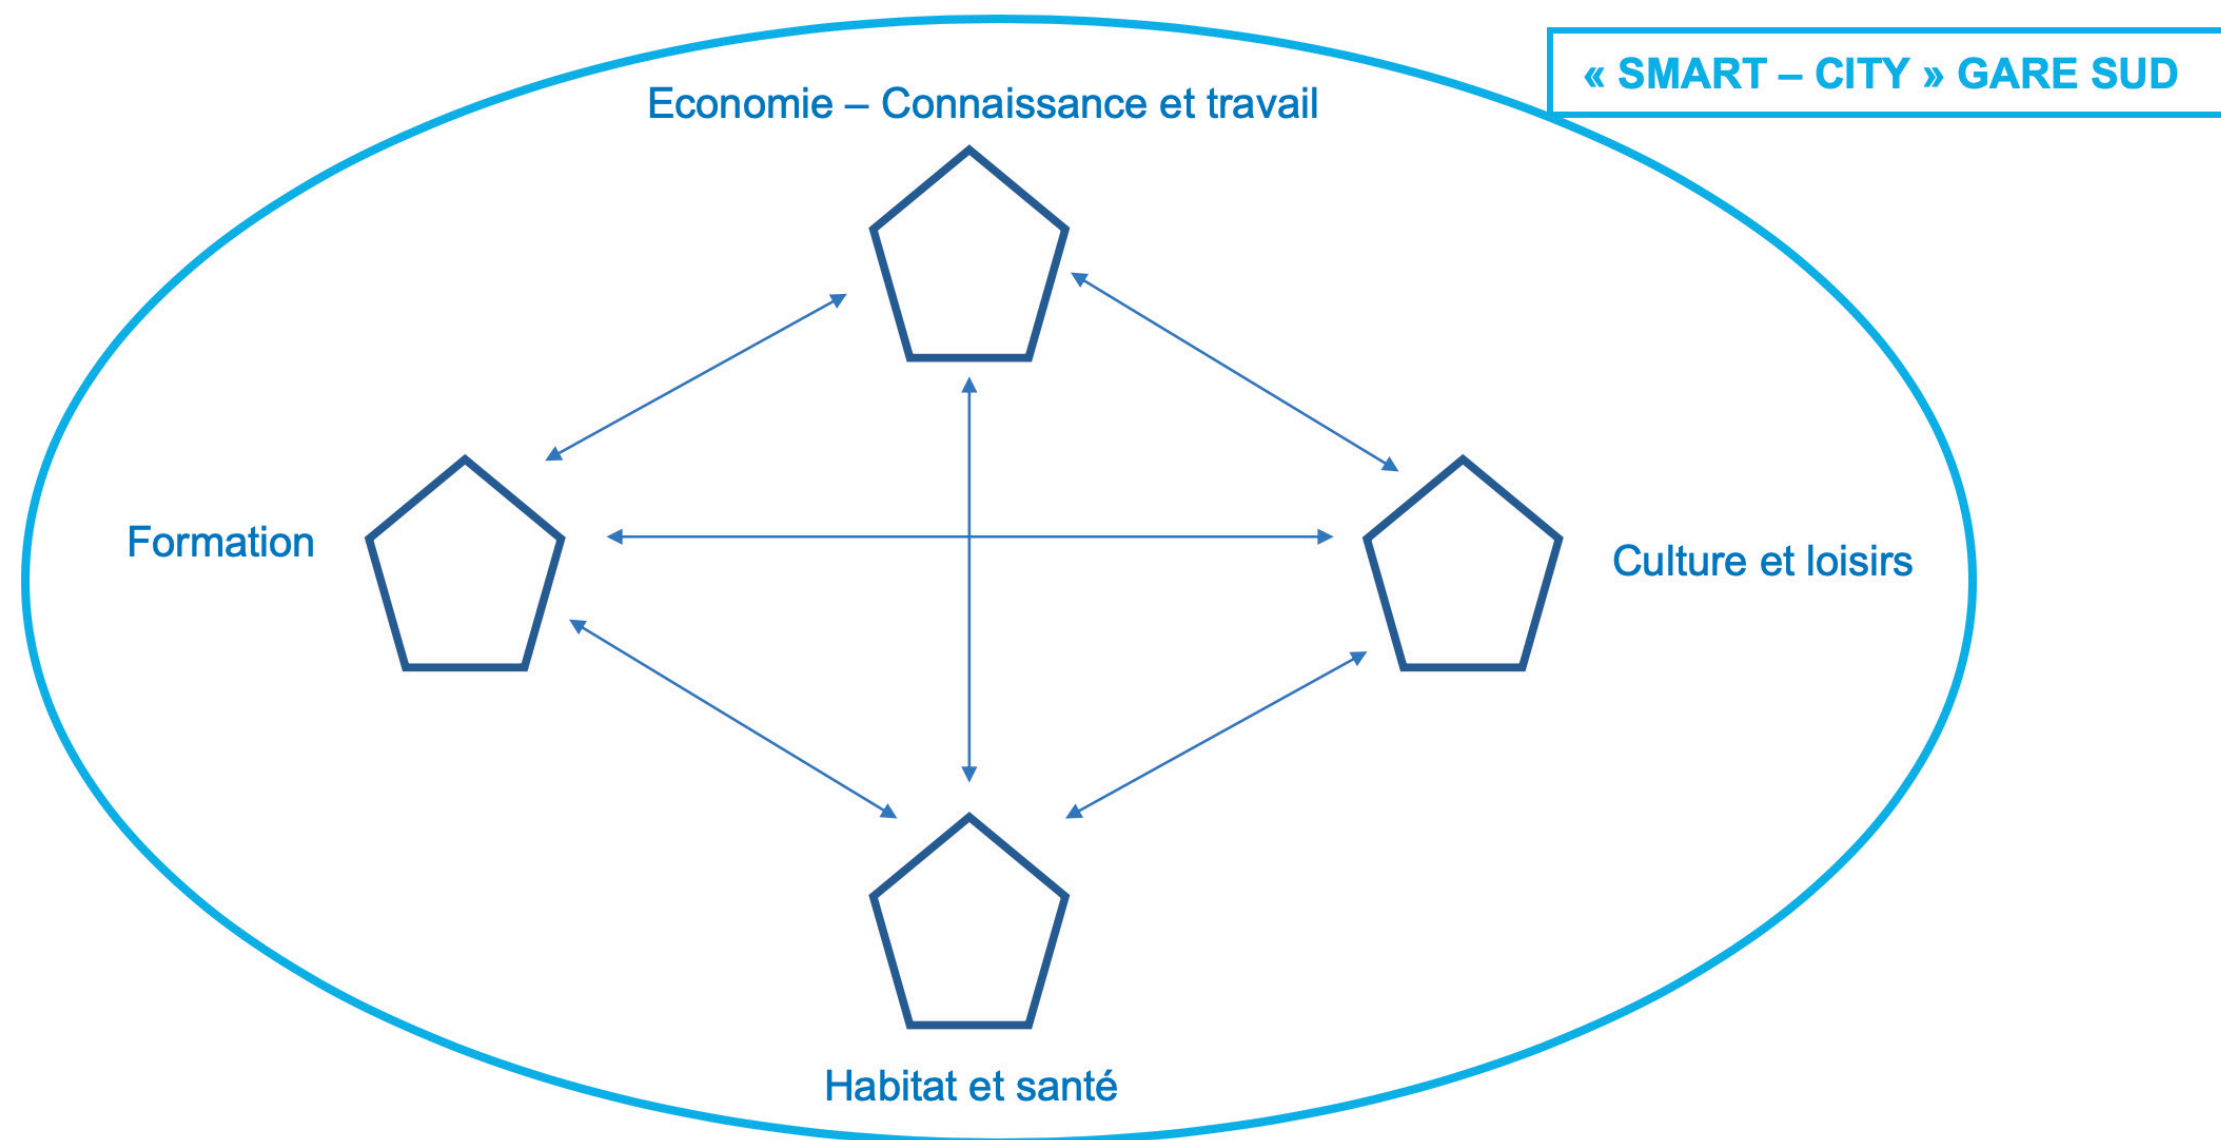 « SMART – CITY » GARE SUD
Economie – Connaissance et travail
Formation
Culture et loisirs
Habitat et santé